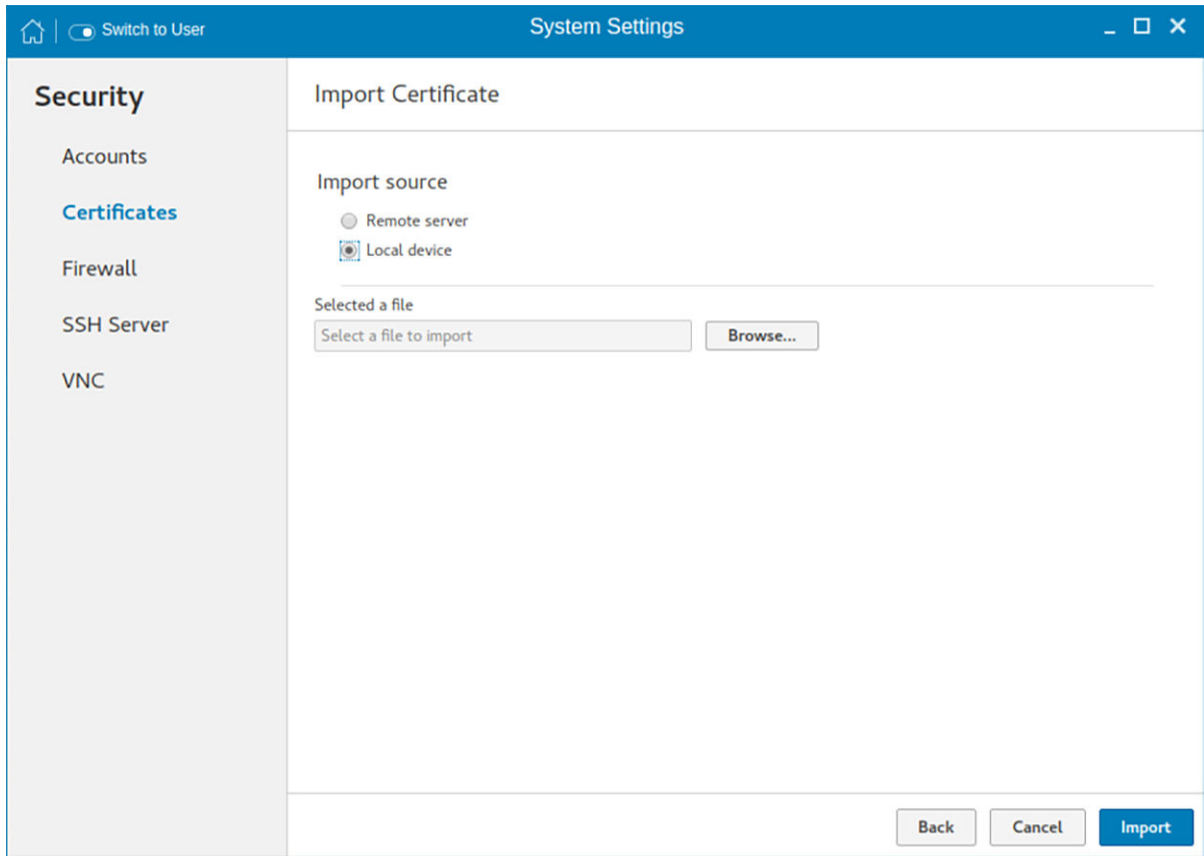 Switch to User
System Settings
Security
Accounts
Certificates
Firewall
SSH Server
VNC
Import Certificate
Import source
Remote server
Local device
Selected a file
Select a file to import
Browse...
Back
Cancel
Import